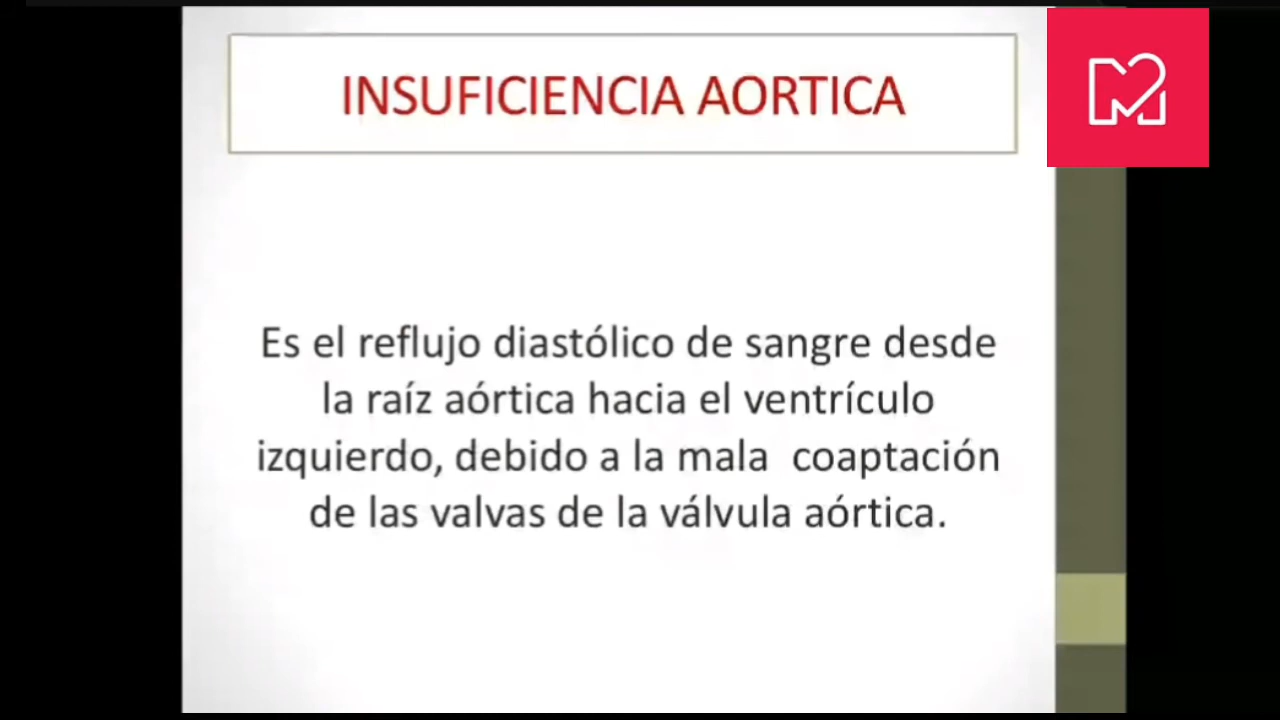 INSUFICIENCIA AORTICA
Es el reflujo diastólico de sangre desde
la raíz aórtica hacia el ventrículo
izquierdo, debido a la mala coaptación
de las valvas de la válvula aórtica.